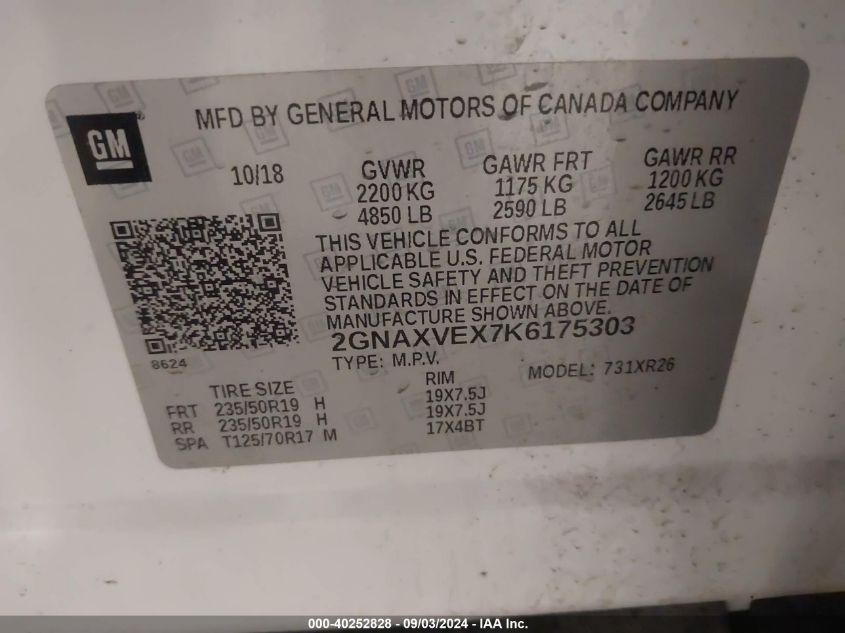 MFD BY GENERAL MOTORS OF CANADA COMPANY
GM ®
10/18 GVWR GAWR FRT GAWR RR
2200 KG 1175 KG 1200 KG
4850 LB 2590 LB 2645 LB
THIS VEHICLE CONFORMS TO ALL
APPLICABLE U.S. FEDERAL MOTOR
VEHICLE SAFETY AND THEFT PREVENTION
STANDARDS IN EFFECT ON THE DATE OF
MANUFACTURE SHOWN ABOVE.
2GNAXVEX7K6175303
8624
TYPE: M.P.V. MODEL: 731XR26
TIRE SIZE RIM
FRT 235/50R19 H 19X7.5J
RR 235/50R19 H 19X7.5J
SPA T125/70R17 M 17X4BT
000-40252828 - 09/03/2024 - IAA Inc.